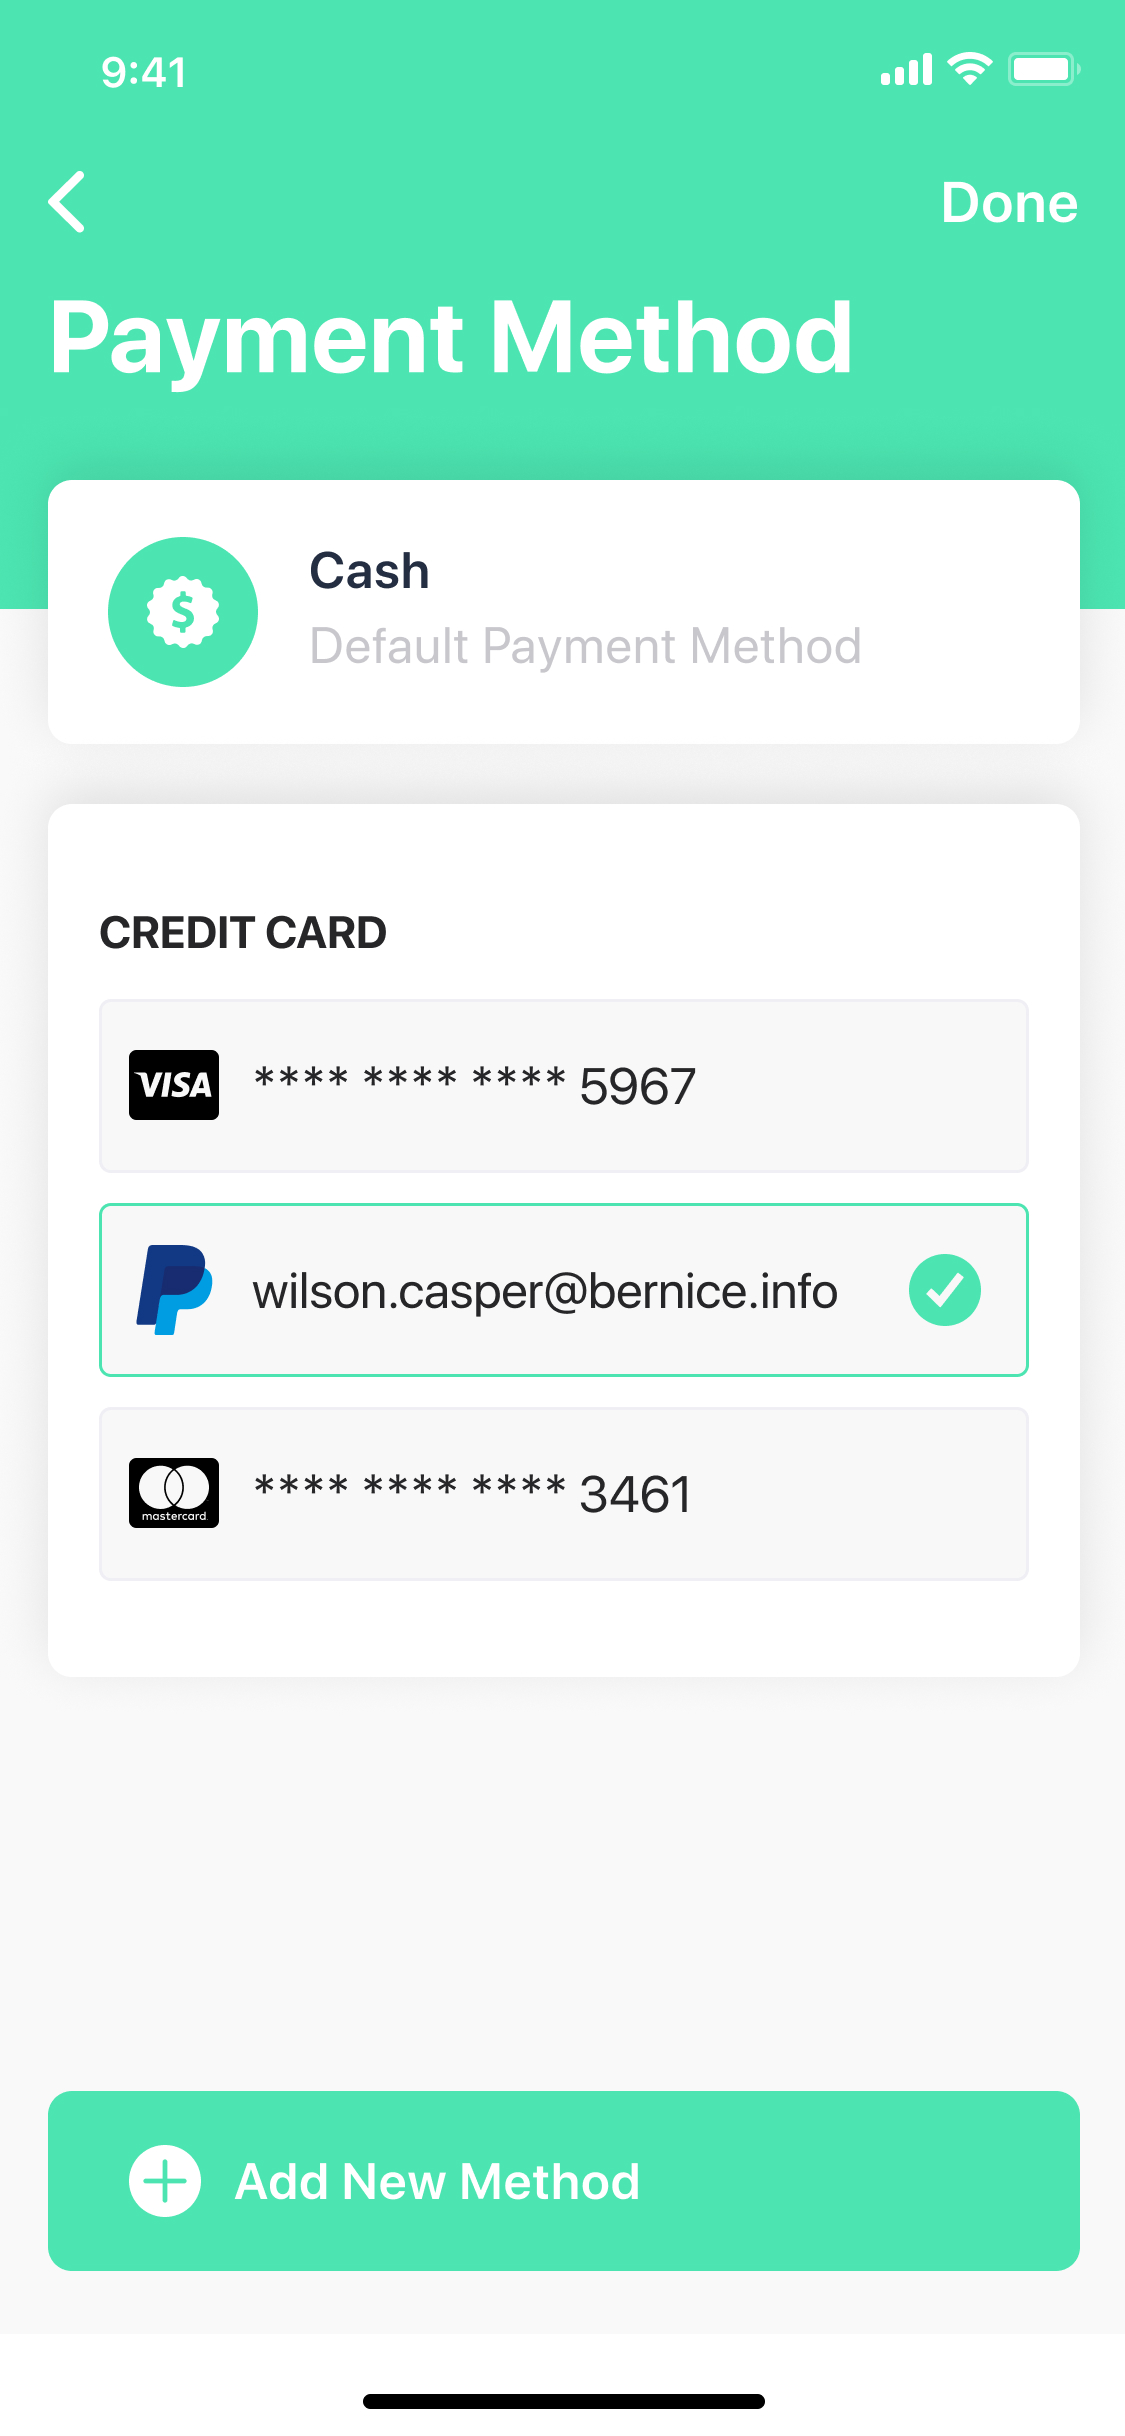 9:41
Done
Payment Method
$
Cash
Default Payment Method
CREDIT CARD
VISA **** **** **** 5967
wilson.casper@bernice.info
mastercard. **** **** **** 3461
Add New Method